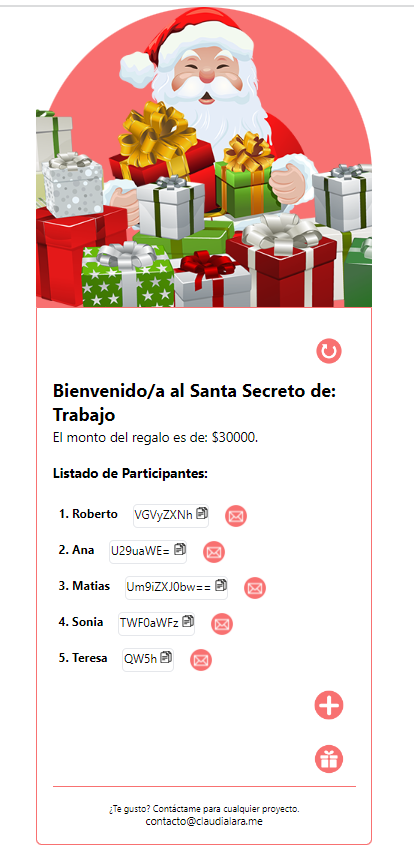 Bienvenido/a al Santa Secreto de:
Trabajo
El monto del regalo es de: $30000.
Listado de Participantes:
1. Roberto VGVyZXNh
2. Ana U29uaWE=
3. Matias Um9iZXJ0bw==
4. Sonia TWF0aWFz
5. Teresa QW5h
¿Te gusto? Contáctame para cualquier proyecto.
contacto@claudialara.me